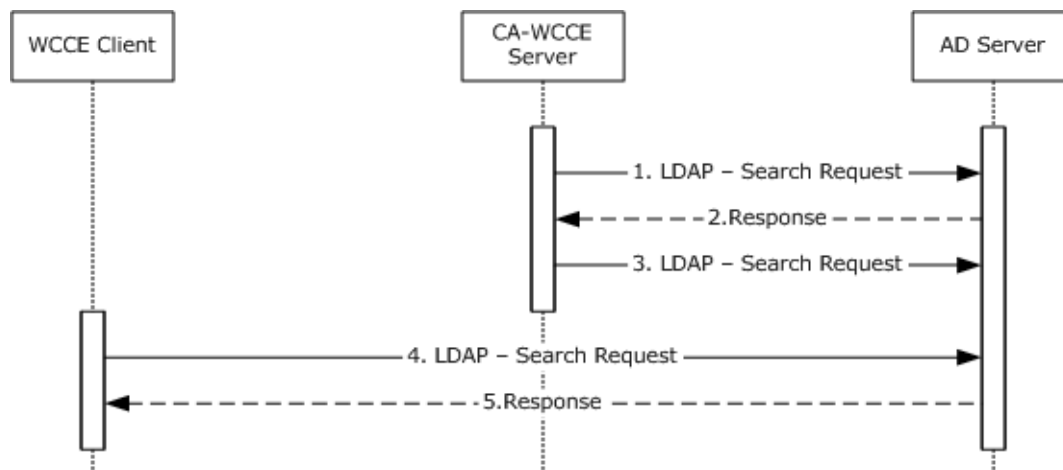 WCCE Client
CA-WCCE
Server
AD Server
1. LDAP – Search Request
2.Response
3. LDAP – Search Request
4. LDAP – Search Request
5.Response